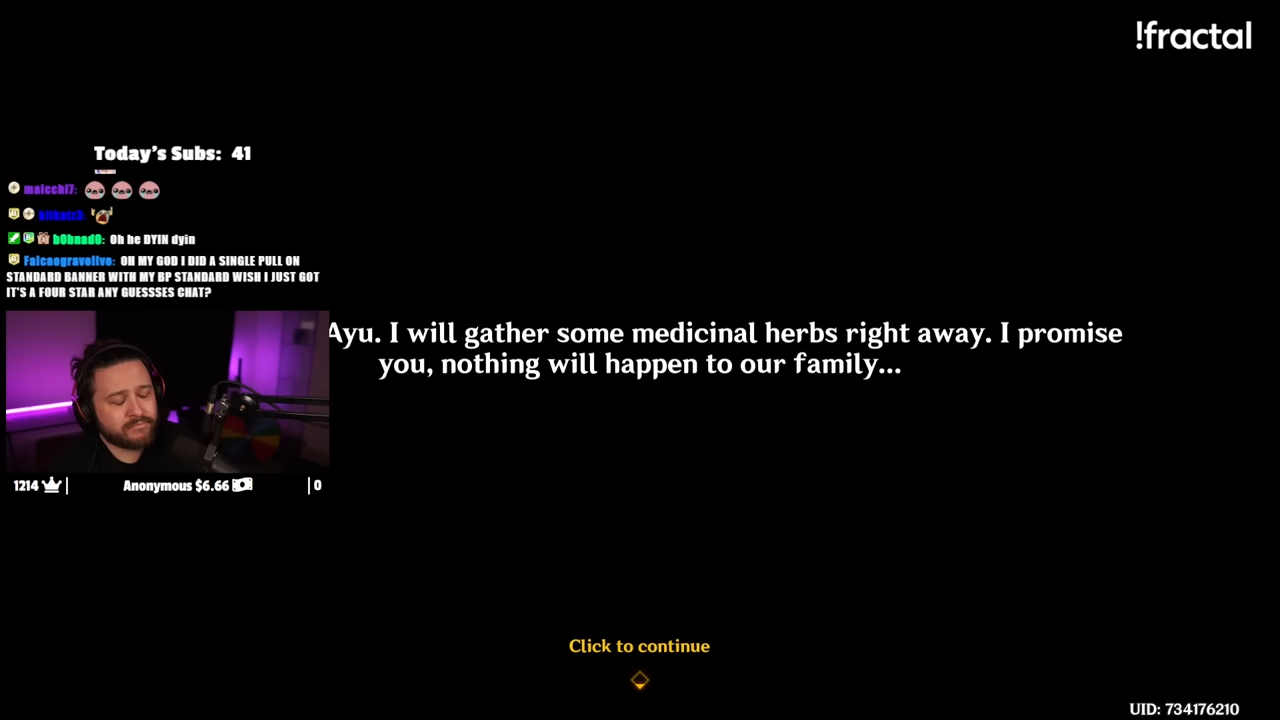 !fractal
Today's Subs: 41
malcchi7:
b0bnad0: Oh he DYIN dyin
Falcaogravelive: OH MY GOD I DID A SINGLE PULL ON
STANDARD BANNER WITH MY BP STANDARD WISH I JUST GOT
IT'S A FOUR STAR ANY GUESSSES CHAT?
Ayu. I will gather some medicinal herbs right away. I promise
you, nothing will happen to our family...
1214 | Anonymous $6.66 | 0
Click to continue
UID: 734176210